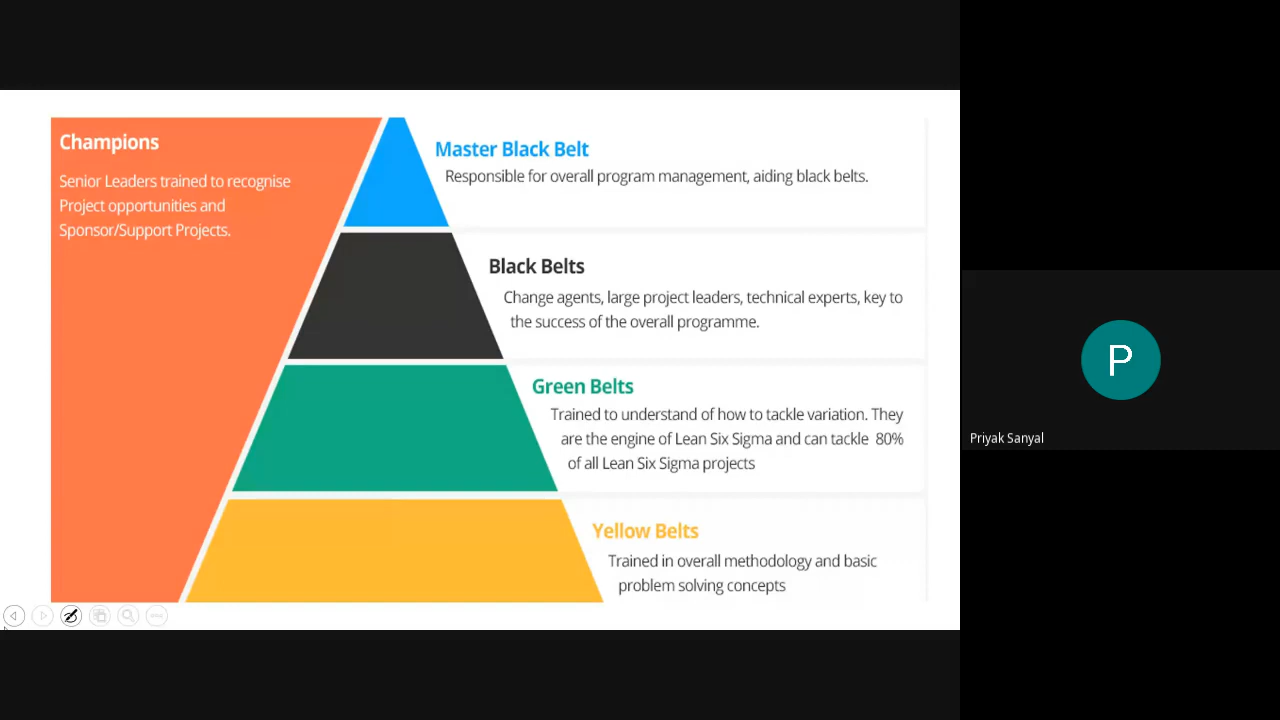 Champions
Senior Leaders trained to recognise
Project opportunities and
Sponsor/Support Projects.
Master Black Belt
Responsible for overall program management, aiding black belts.
Black Belts
Change agents, large project leaders, technical experts, key to
the success of the overall programme.
Green Belts
Trained to understand of how to tackle variation. They
are the engine of Lean Six Sigma and can tackle 80%
of all Lean Six Sigma projects
Yellow Belts
Trained in overall methodology and basic
problem solving concepts
P
Priyak Sanyal